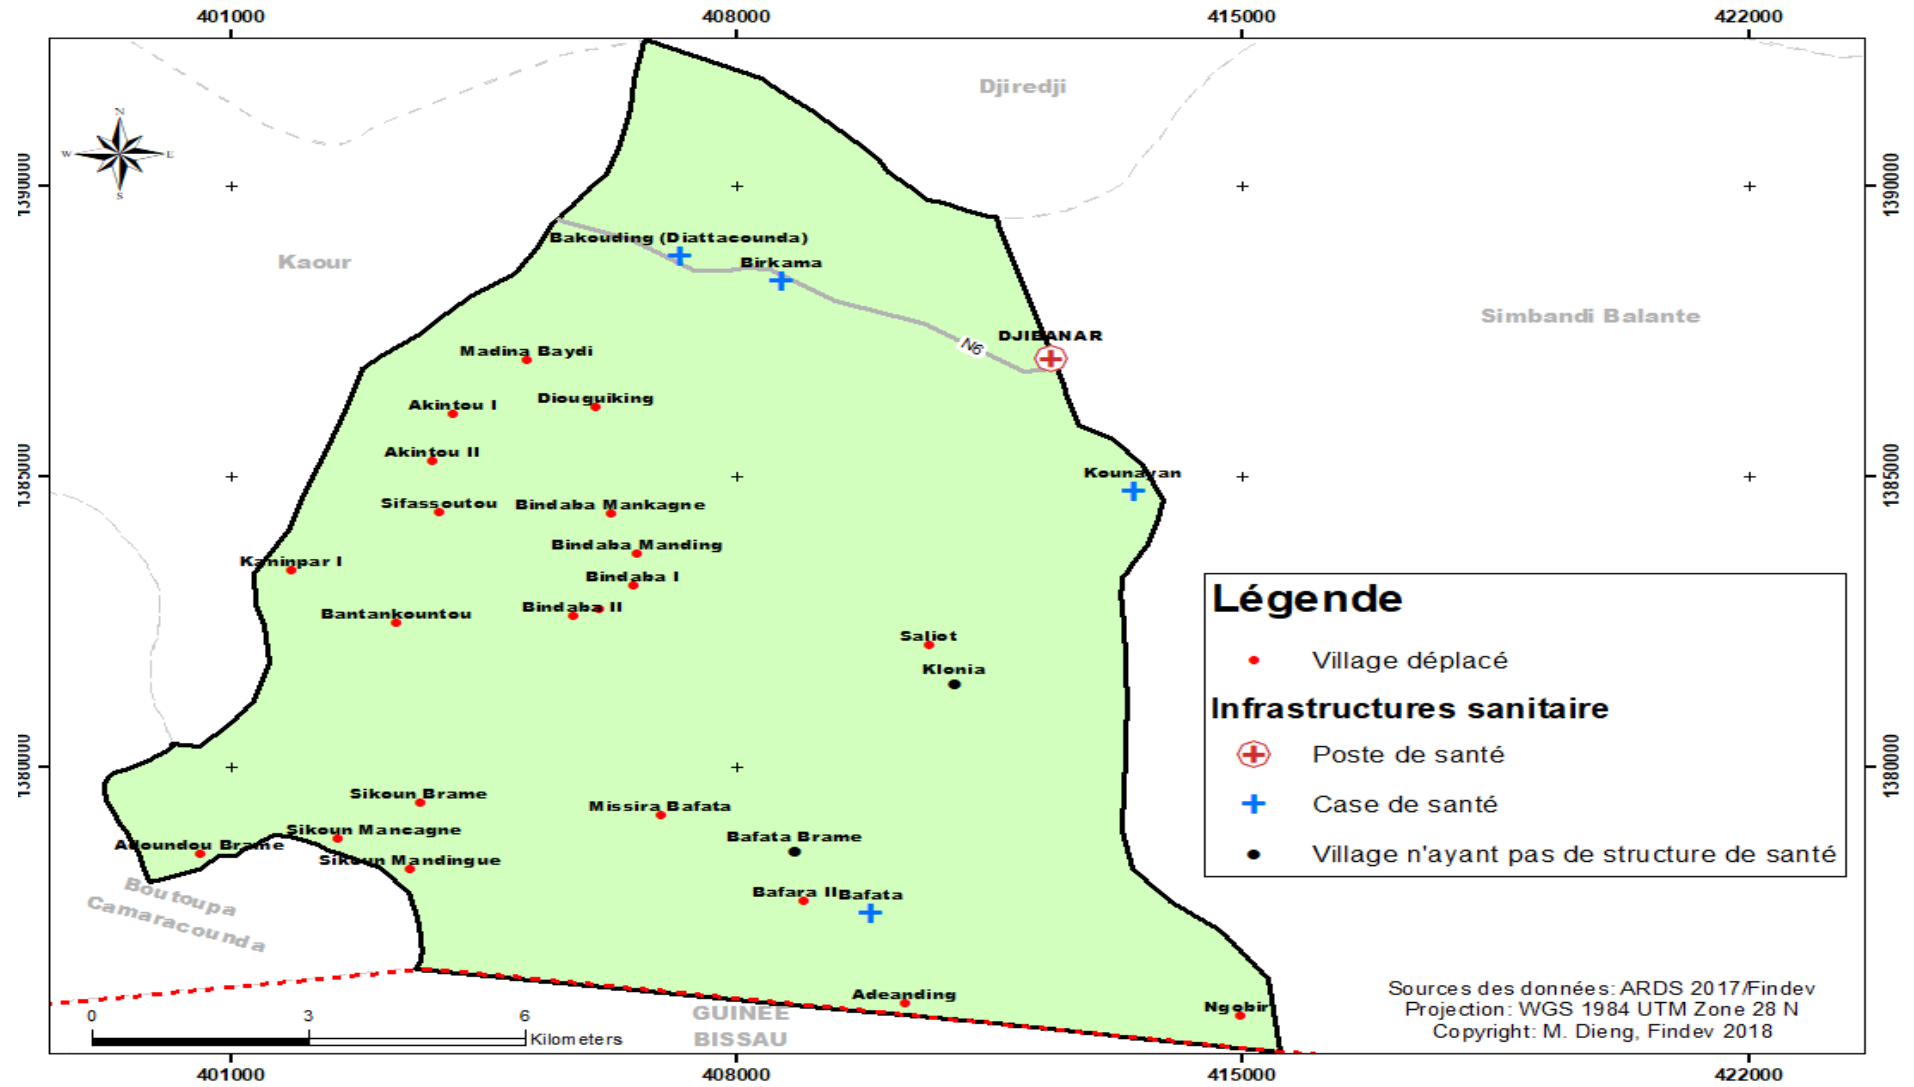 401000
408000
415000
422000
Djiredji
N
W
E
S
1390000
1390000
Bakouding (Diattacounda)
Kaour
Birkama
Simbandi Balante
DJIBANAR
N6
Madina Baydi
Diouguiking
Akintou I
Akintou II
Kounayan
1385000
1385000
Sifassoutou
Bindaba Mankagne
Bindaba Manding
Kaninpar I
Bindaba I
Bindaba II
Bantankountou
Saliot
Klonia
Légende
Village déplacé
Infrastructures sanitaire
Poste de santé
Case de santé
Village n'ayant pas de structure de santé
1380000
1380000
Sikoun Brame
Missira Bafata
Sikoun Mancagne
Bafata Brame
Adoundou Brame
Sikoun Mandingue
Bafara II
Bafata
Boutoupa
Camaracounda
Adeanding
Ngobir
GUINEE
BISSAU
0
3
6
Kilometers
Sources des données: ARDS 2017/Findev
Projection: WGS 1984 UTM Zone 28 N
Copyright: M. Dieng, Findev 2018
401000
408000
415000
422000